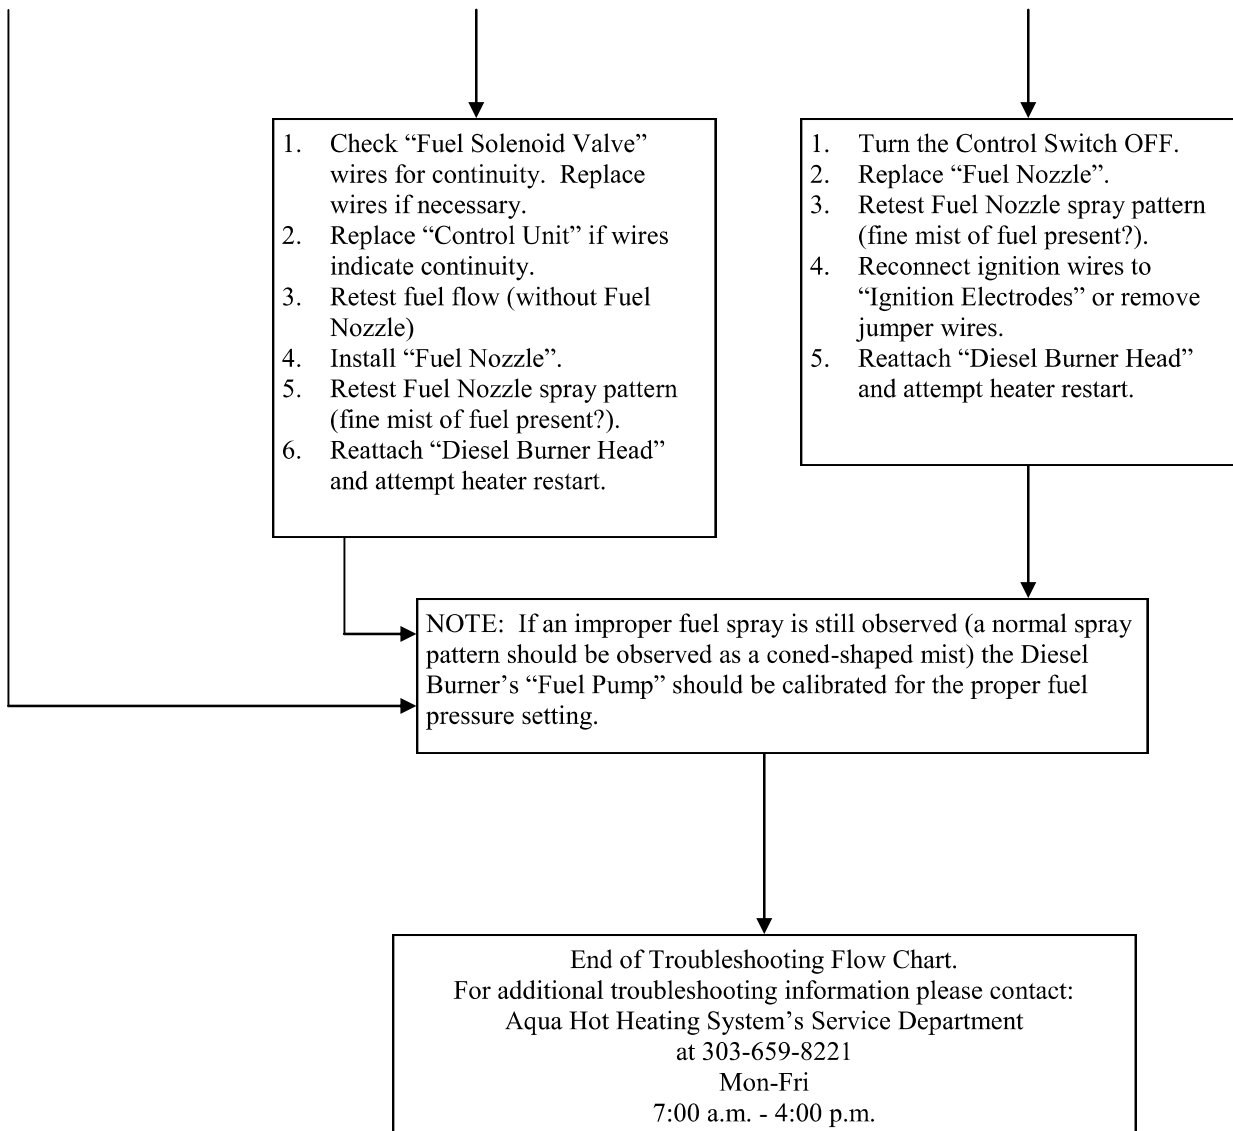 1. Check “Fuel Solenoid Valve”
wires for continuity.  Replace
wires if necessary.
2. Replace “Control Unit” if wires
indicate continuity.
3. Retest fuel flow (without Fuel
Nozzle)
4. Install “Fuel Nozzle”.
5. Retest Fuel Nozzle spray pattern
(fine mist of fuel present?).
6. Reattach “Diesel Burner Head”
and attempt heater restart.
1. Turn the Control Switch OFF.
2. Replace “Fuel Nozzle”.
3. Retest Fuel Nozzle spray pattern
(fine mist of fuel present?).
4. Reconnect ignition wires to
“Ignition Electrodes” or remove
jumper wires.
5. Reattach “Diesel Burner Head”
and attempt heater restart.
NOTE:  If an improper fuel spray is still observed (a normal spray
pattern should be observed as a coned-shaped mist) the Diesel
Burner’s “Fuel Pump” should be calibrated for the proper fuel
pressure setting.
End of Troubleshooting Flow Chart.
For additional troubleshooting information please contact:
Aqua Hot Heating System’s Service Department
at 303-659-8221
Mon-Fri
7:00 a.m. - 4:00 p.m.